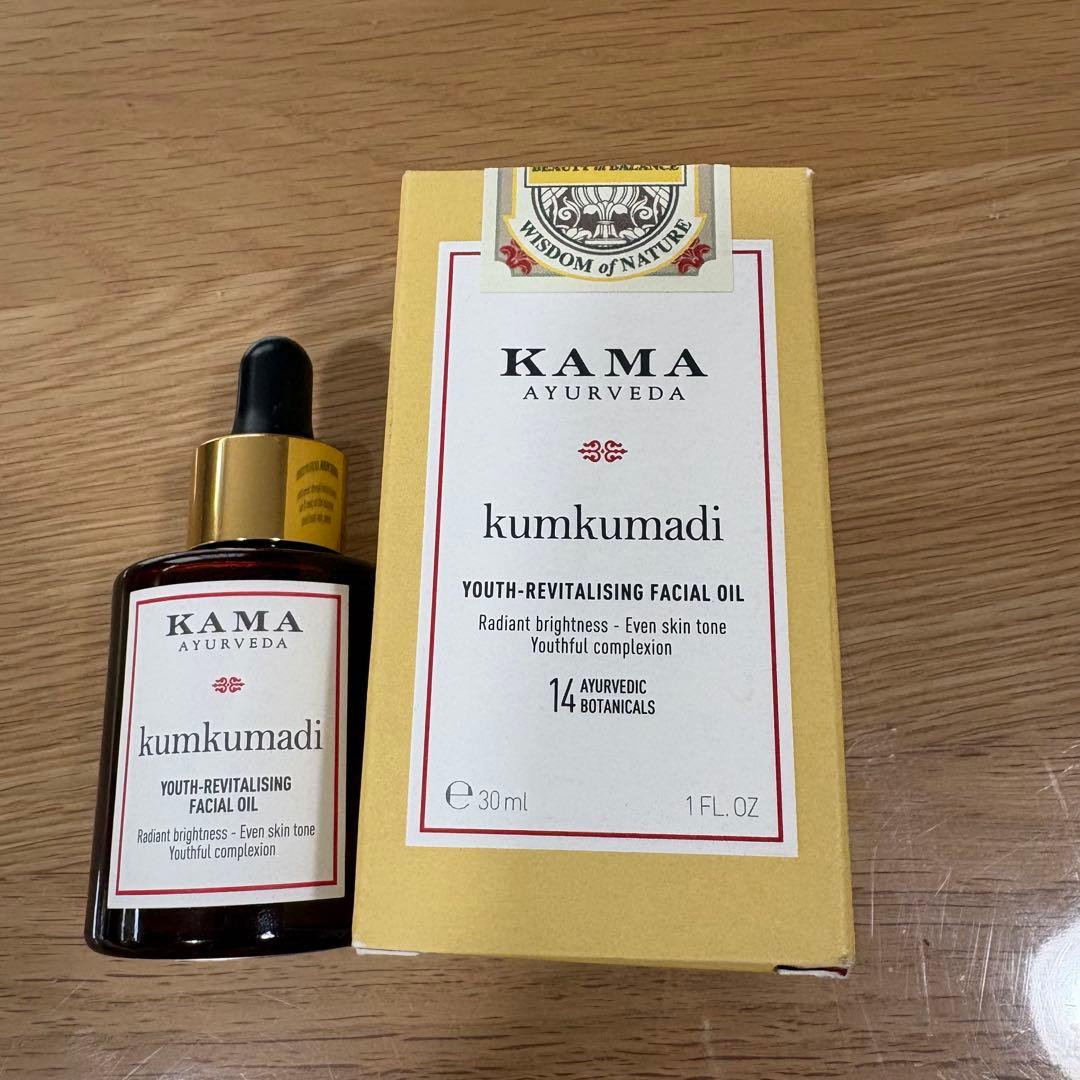 KAMA
AYURVEDA
kumkumadi
YOUTH-REVITALISING
FACIAL OIL
Radiant brightness - Even skin tone
Youthful complexion
BEAUTY in BALANCE
WISDOM of NATURE
KAMA
AYURVEDA
kumkumadi
YOUTH-REVITALISING FACIAL OIL
Radiant brightness - Even skin tone
Youthful complexion
14 AYURVEDIC
BOTANICALS
℮ 30 ml
1 FL. OZ